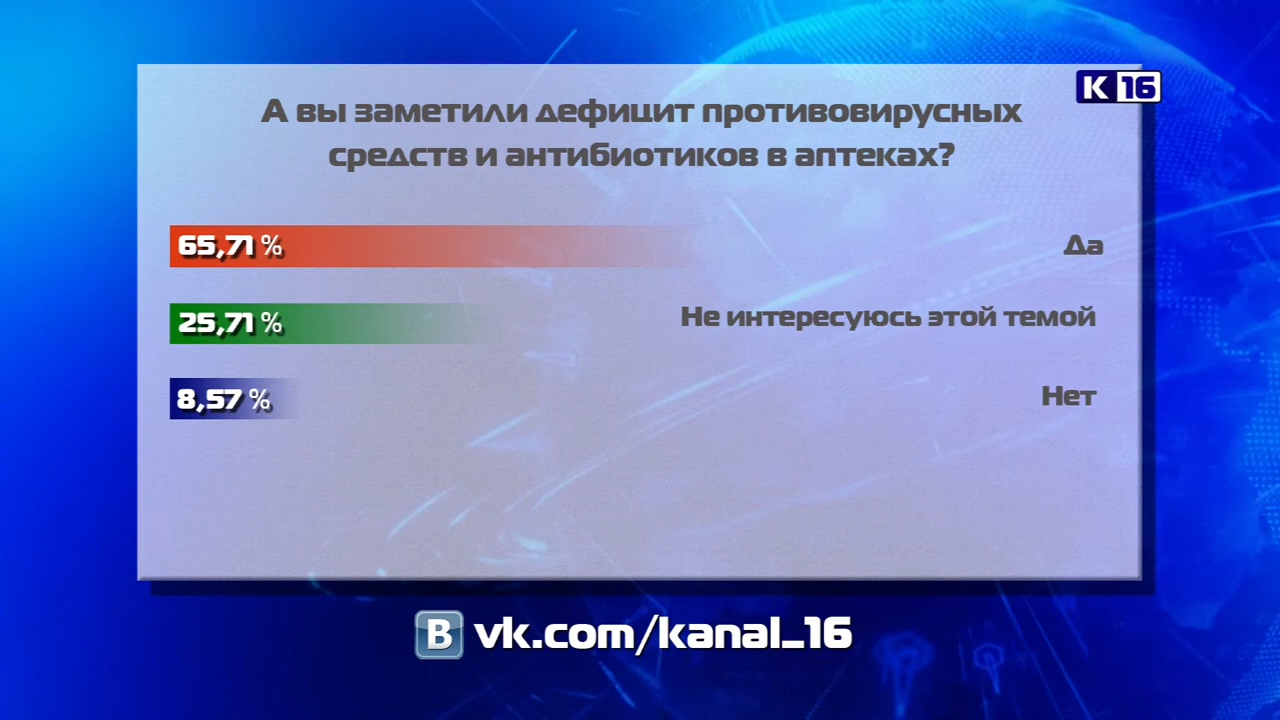 К 16
А вы заметили дефицит противовирусных
средств и антибиотиков в аптеках?
65,71 % Да
25,71 % Не интересуюсь этой темой
8,57 % Нет
В vk.com/kanal_16